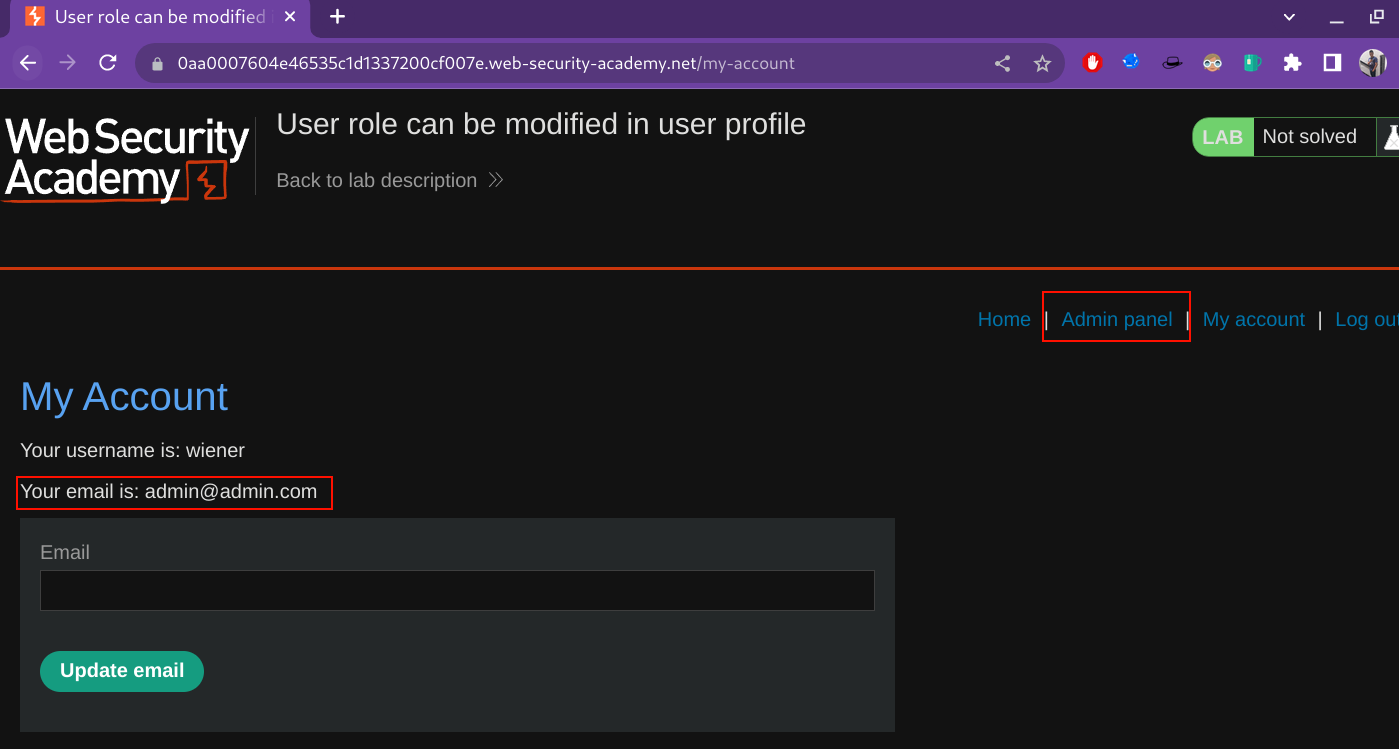 User role can be modified
0aa0007604e46535c1d1337200cf007e.web-security-academy.net/my-account
Web Security
Academy
User role can be modified in user profile
Back to lab description
LAB Not solved
Home | Admin panel | My account | Log out
My Account
Your username is: wiener
Your email is: admin@admin.com
Email
Update email